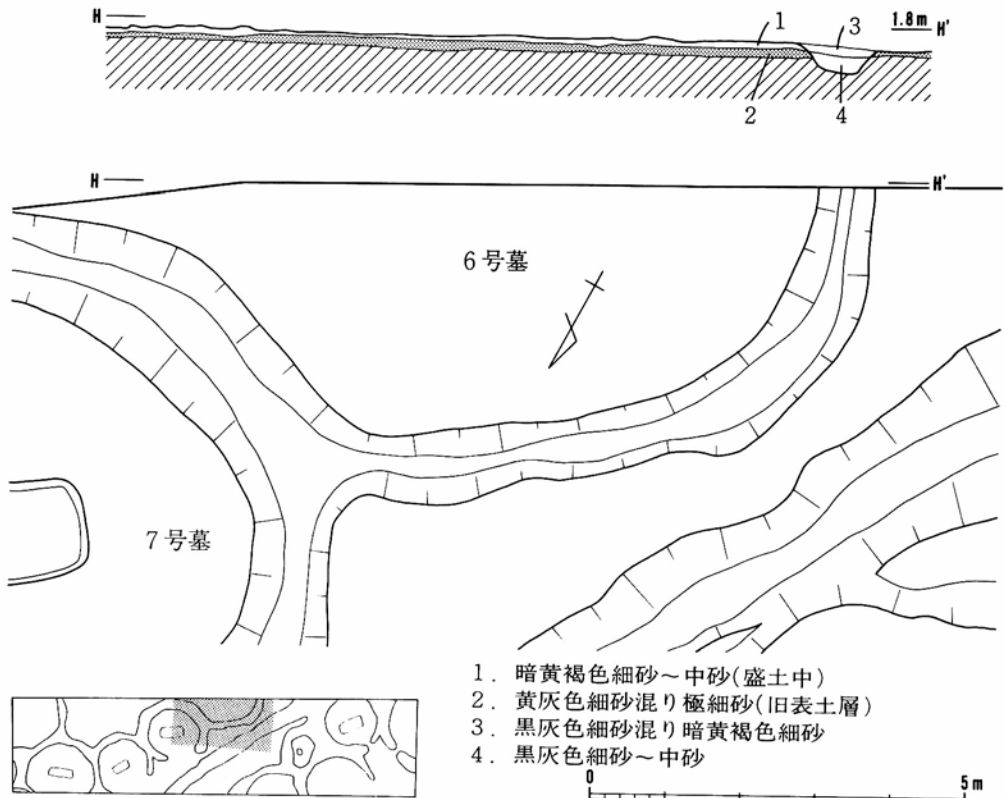 H 1 3 1.8m H'
2 4
H H'
6号墓
7号墓
1. 暗黄褐色細砂～中砂(盛土中)
2. 黄灰色細砂混り極細砂(旧表土層)
3. 黒灰色細砂混り暗黄褐色細砂
4. 黒灰色細砂～中砂
0 5m